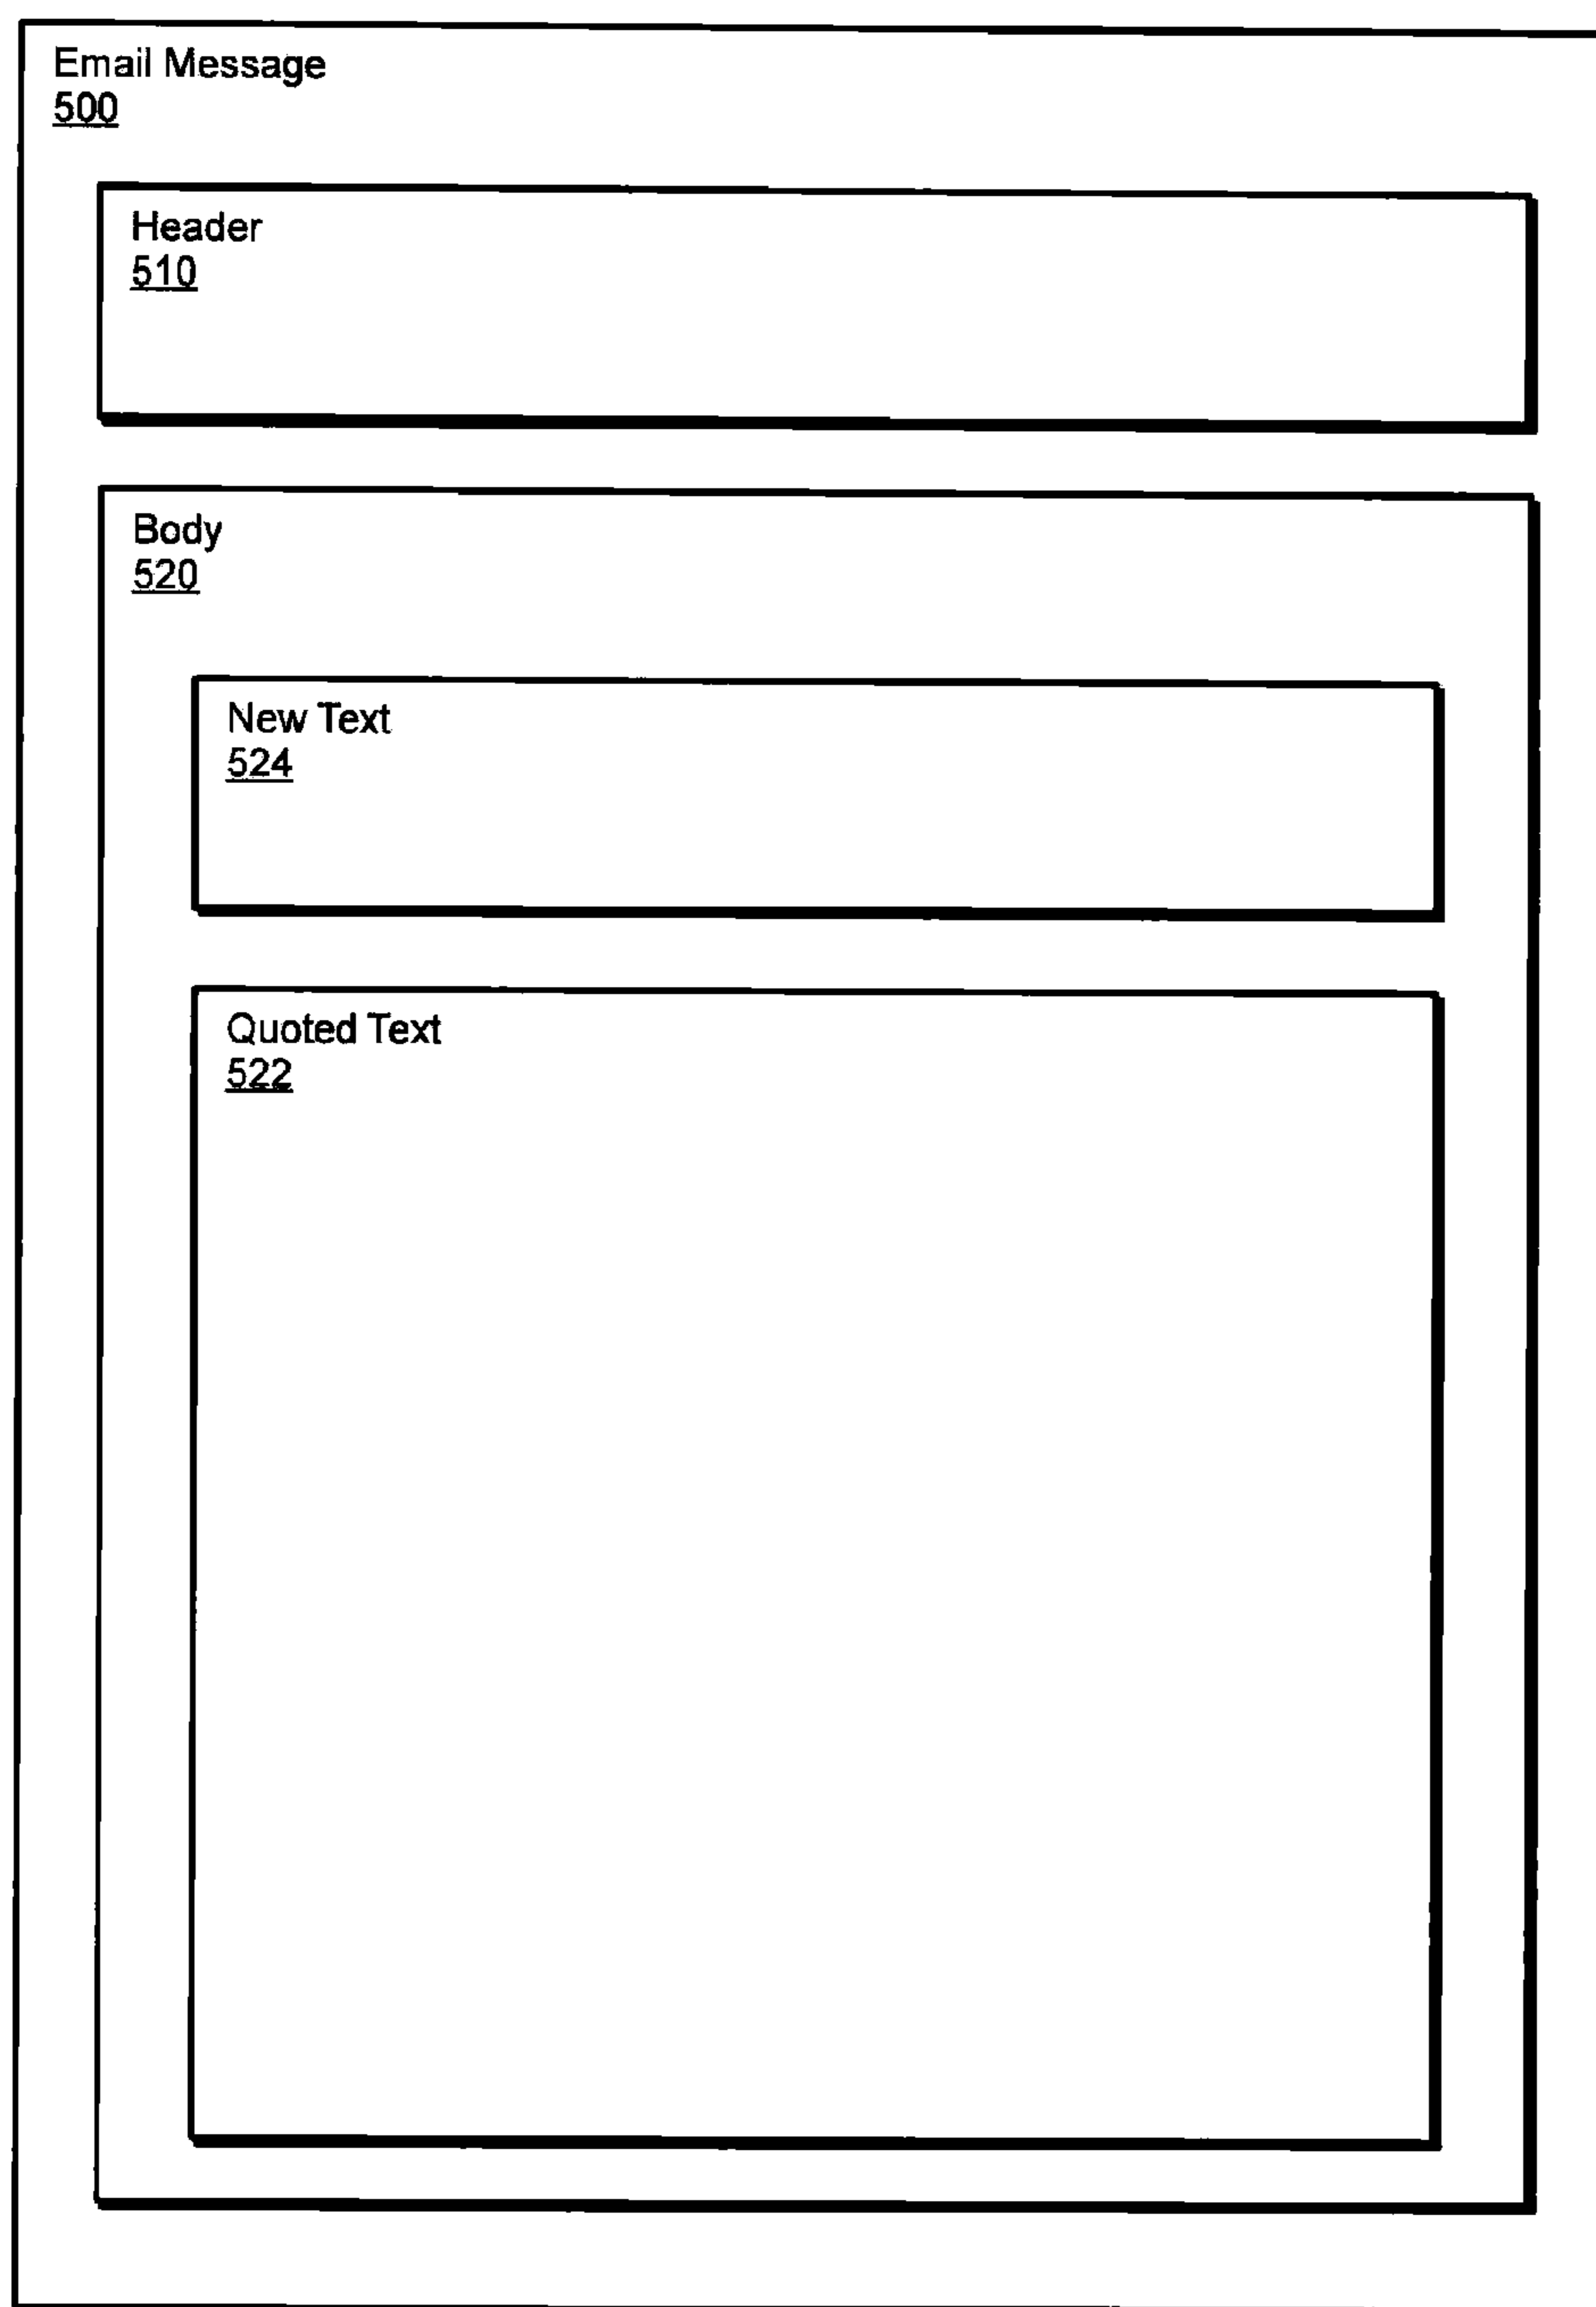 Email Message
500
Header
510
Body
520
New Text
524
Quoted Text
522